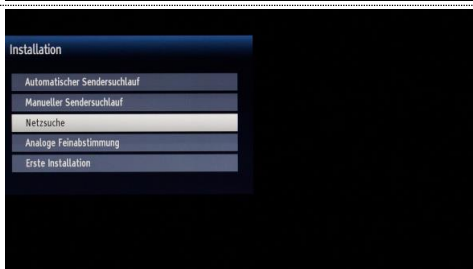 Installation
Automatischer Sendersuchlauf
Manueller Sendersuchlauf
Netzsuche
Analoge Feinabstimmung
Erste Installation